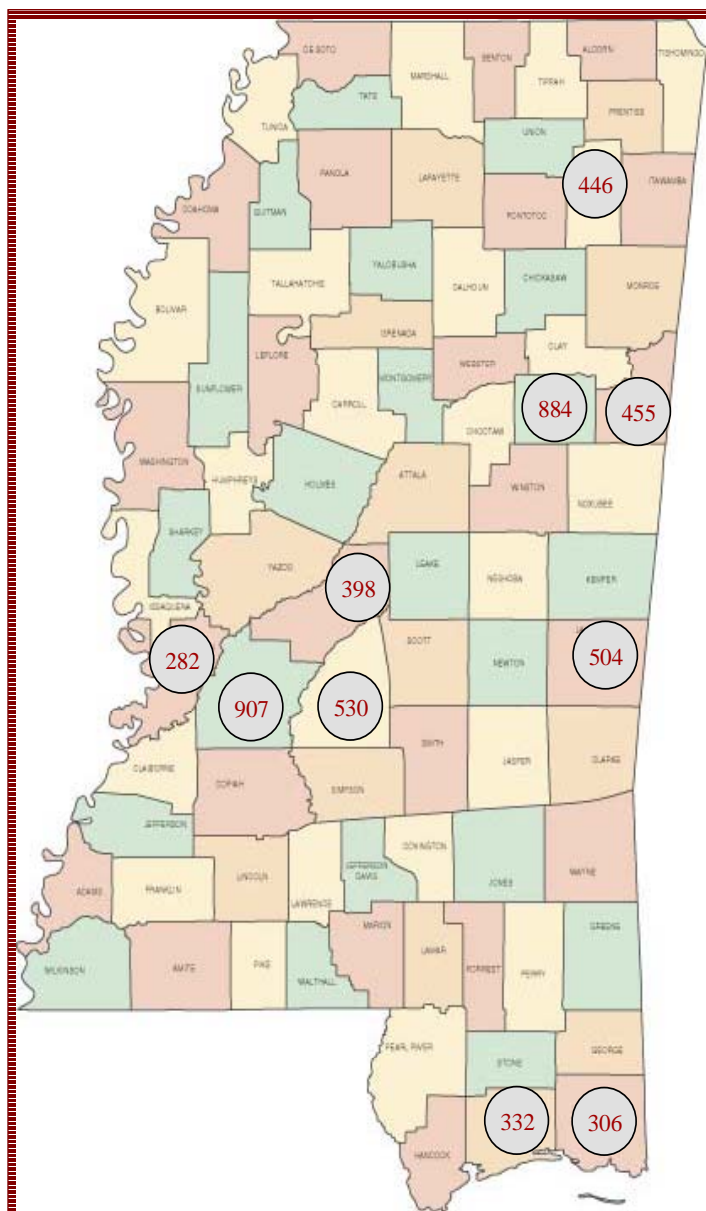 DE SOTO
BENTON
ALCORN
TISHOMINGO
MARSHALL
TIPPAH
TATE
PRENTISS
TUNICA
UNION
PANOLA
LAFAYETTE
446
ITAWAMBA
COAHOMA
QUITMAN
PONTOTOC
YALOBUSHA
TALLAHATCHIE
CALHOUN
CHICKASAW
MONROE
BOLIVAR
GRENADA
CLAY
LEFLORE
WEBSTER
MONTGOMERY
SUNFLOWER
CARROLL
884
455
CHOCTAW
WASHINGTON
ATTALA
HUMPHREYS
HOLMES
WINSTON
NOXUBEE
SHARKEY
YAZOO
LEAKE
NESHOBA
KEMPER
398
ISSAQUENA
SCOTT
282
NEWTON
504
907
530
SMITH
JASPER
CLARKE
CLAIBORNE
COPIAH
SIMPSON
JEFFERSON
COVINGTON
JEFFERSON
DAVIS
LINCOLN
JONES
WAYNE
ADAMS
FRANKLIN
LAWRENCE
MARION
GREENE
LAMAR
WILKINSON
AMITE
PIKE
WALTHALL
FORREST
PERRY
PEARL RIVER
GEORGE
STONE
332
306
HANCOCK